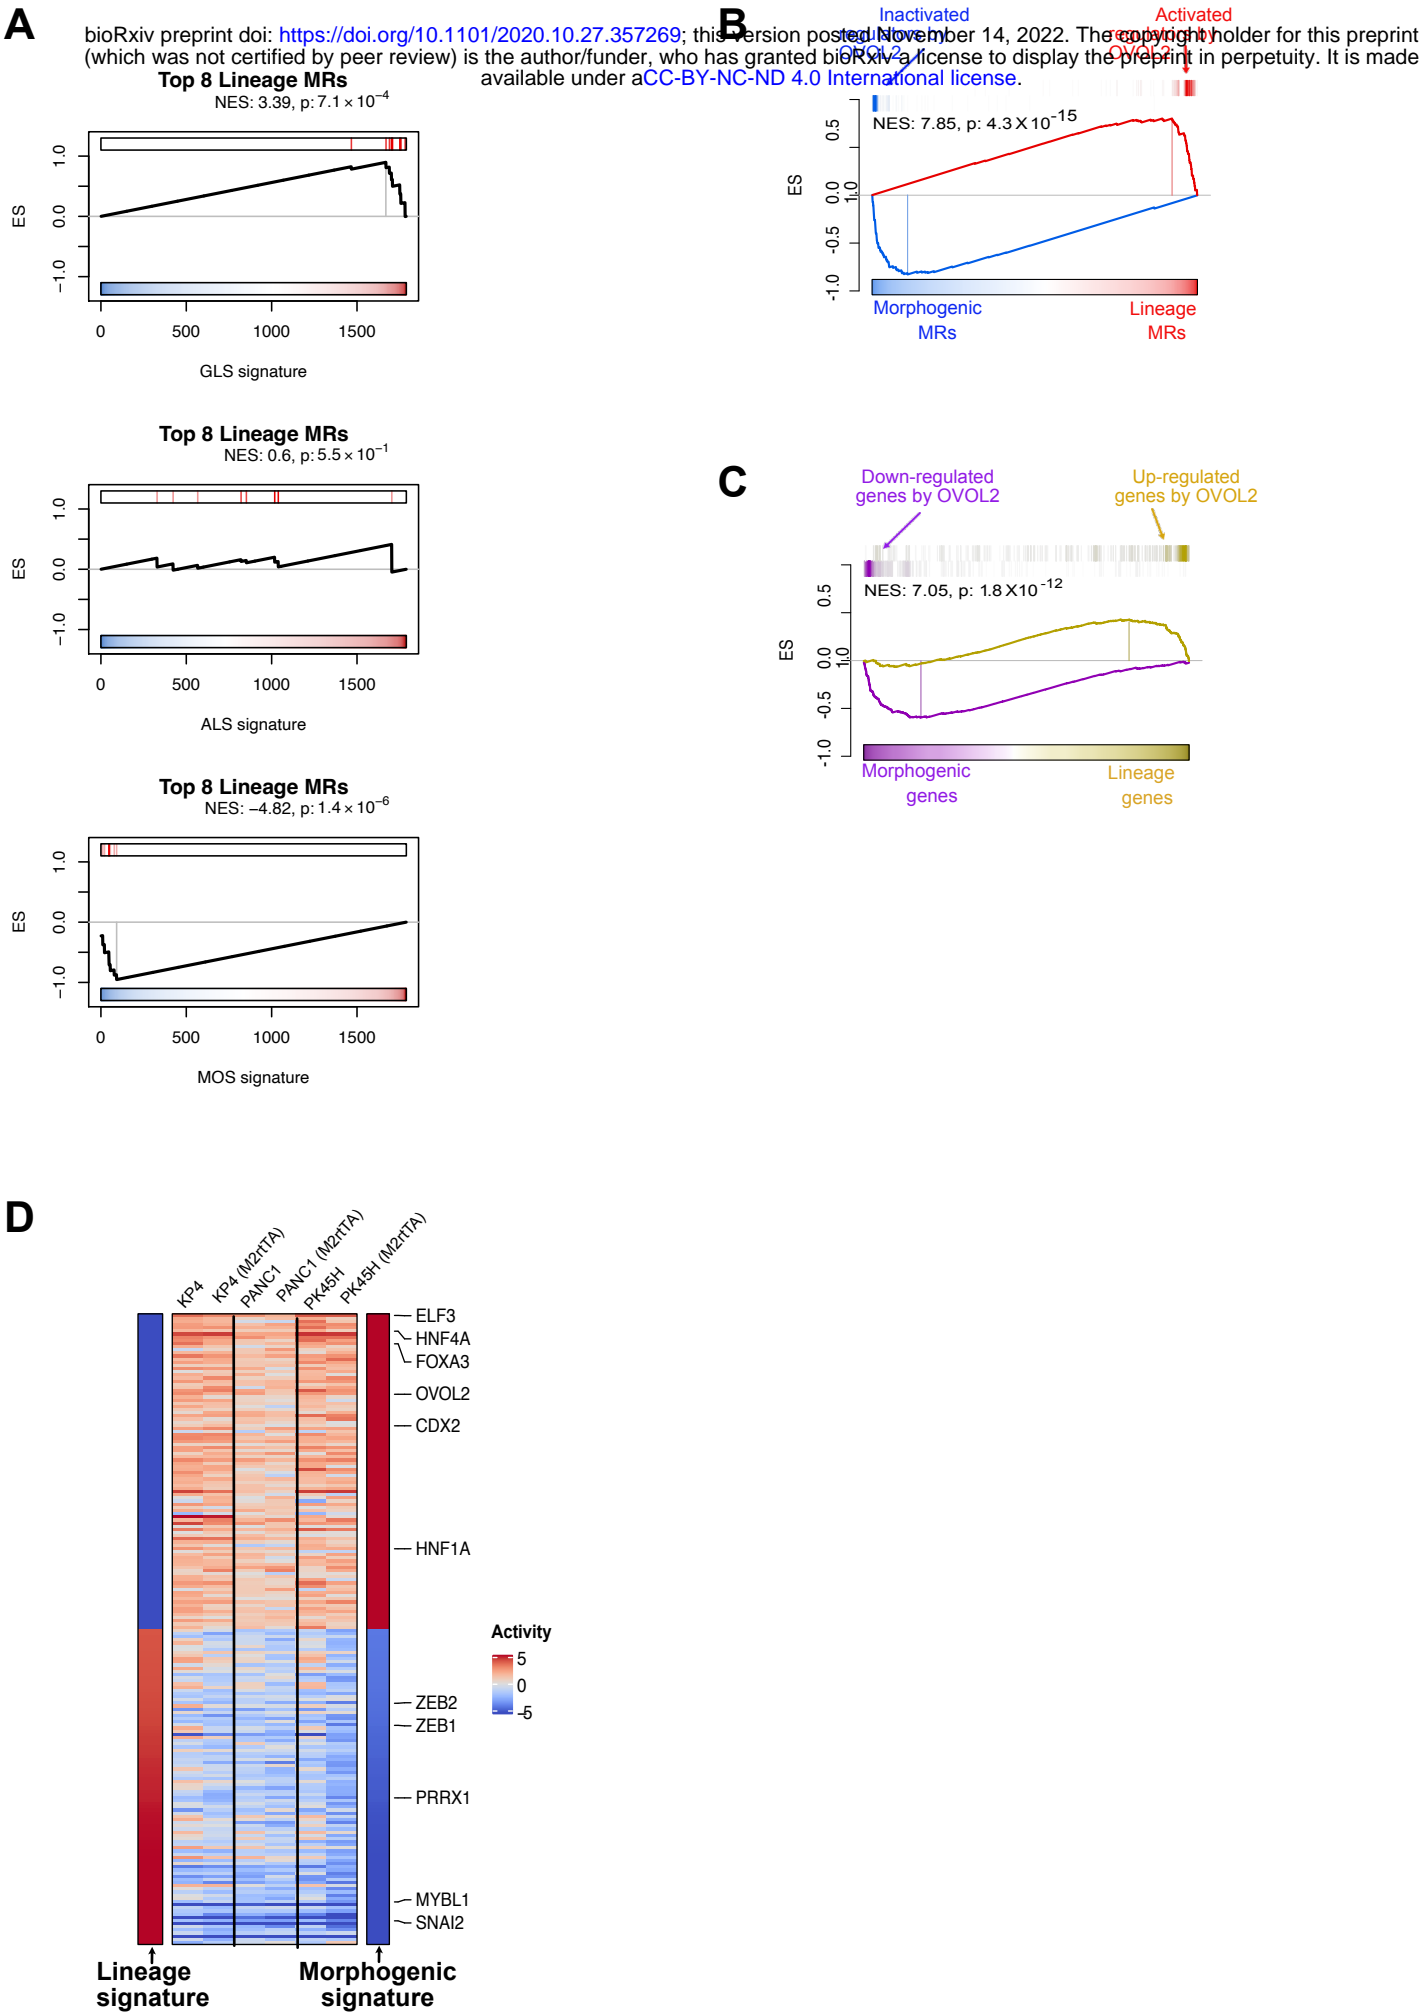 A
B
bioRxiv preprint doi: https://doi.org/10.1101/2020.10.27.357269; this version posted November 14, 2022. The copyright holder for this preprint
(which was not certified by peer review) is the author/funder, who has granted bioRxiv a license to display the preprint in perpetuity. It is made
available under aCC-BY-NC-ND 4.0 International license.
Top 8 Lineage MRs
NES: 3.39, p: 7.1 × 10−4
ES
1.0
0.0
−1.0
0 500 1000 1500
GLS signature
Top 8 Lineage MRs
NES: 0.6, p: 5.5 × 10−1
ES
1.0
0.0
−1.0
0 500 1000 1500
ALS signature
Top 8 Lineage MRs
NES: −4.82, p: 1.4 × 10−6
ES
1.0
0.0
−1.0
0 500 1000 1500
MOS signature
Inactivated
regulators by
OVOL2
Activated
regulators by
OVOL2
NES: 7.85, p: 4.3 X 10-15
ES
0.5
0.0
1.0
-0.5
-1.0
Morphogenic
MRs
Lineage
MRs
C
Down-regulated
genes by OVOL2
Up-regulated
genes by OVOL2
NES: 7.05, p: 1.8 X10-12
ES
0.5
0.0
1.0
-0.5
-1.0
Morphogenic
genes
Lineage
genes
D
KP4
KP4 (M2rtTA)
PANC1
PANC1 (M2rtTA)
PK45H
PK45H (M2rtTA)
ELF3
HNF4A
FOXA3
OVOL2
CDX2
HNF1A
ZEB2
ZEB1
PRRX1
MYBL1
SNAI2
Activity
5
0
-5
Lineage
signature
Morphogenic
signature